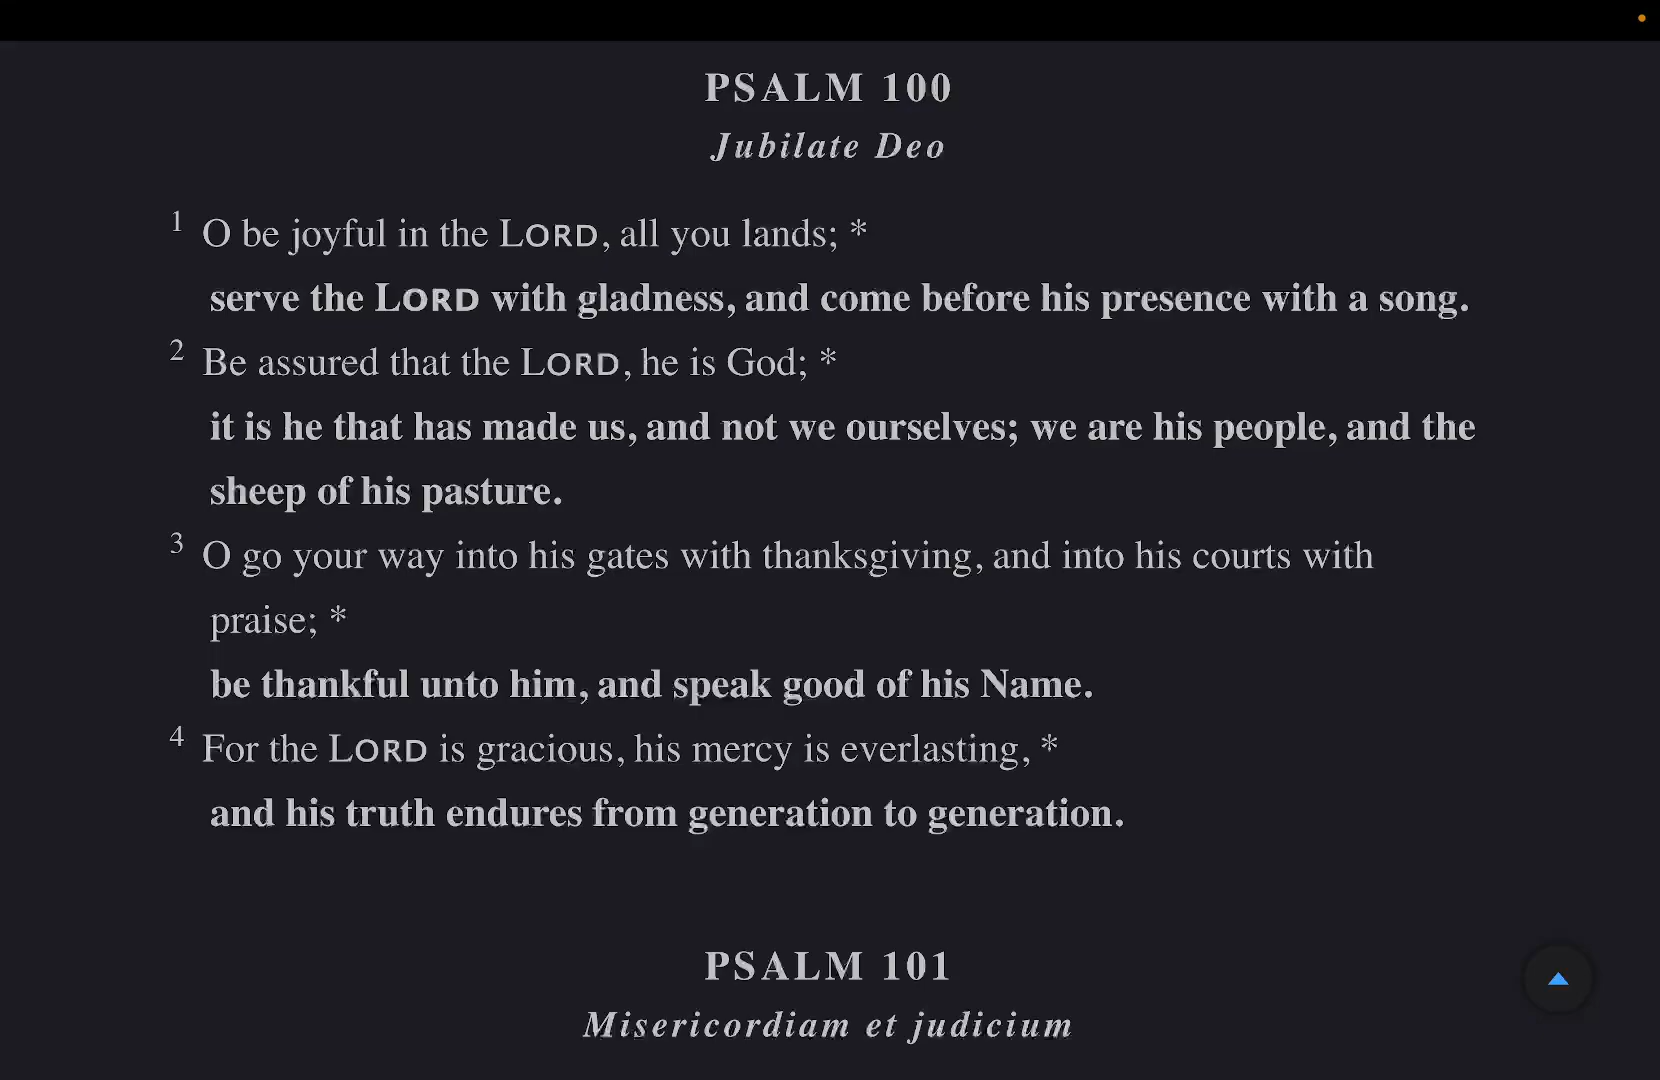 PSALM 100
Jubilate Deo
1 O be joyful in the LORD, all you lands; *
serve the LORD with gladness, and come before his presence with a song.
2 Be assured that the LORD, he is God; *
it is he that has made us, and not we ourselves; we are his people, and the
sheep of his pasture.
3 O go your way into his gates with thanksgiving, and into his courts with
praise; *
be thankful unto him, and speak good of his Name.
4 For the LORD is gracious, his mercy is everlasting, *
and his truth endures from generation to generation.
PSALM 101
Misericordiam et judicium